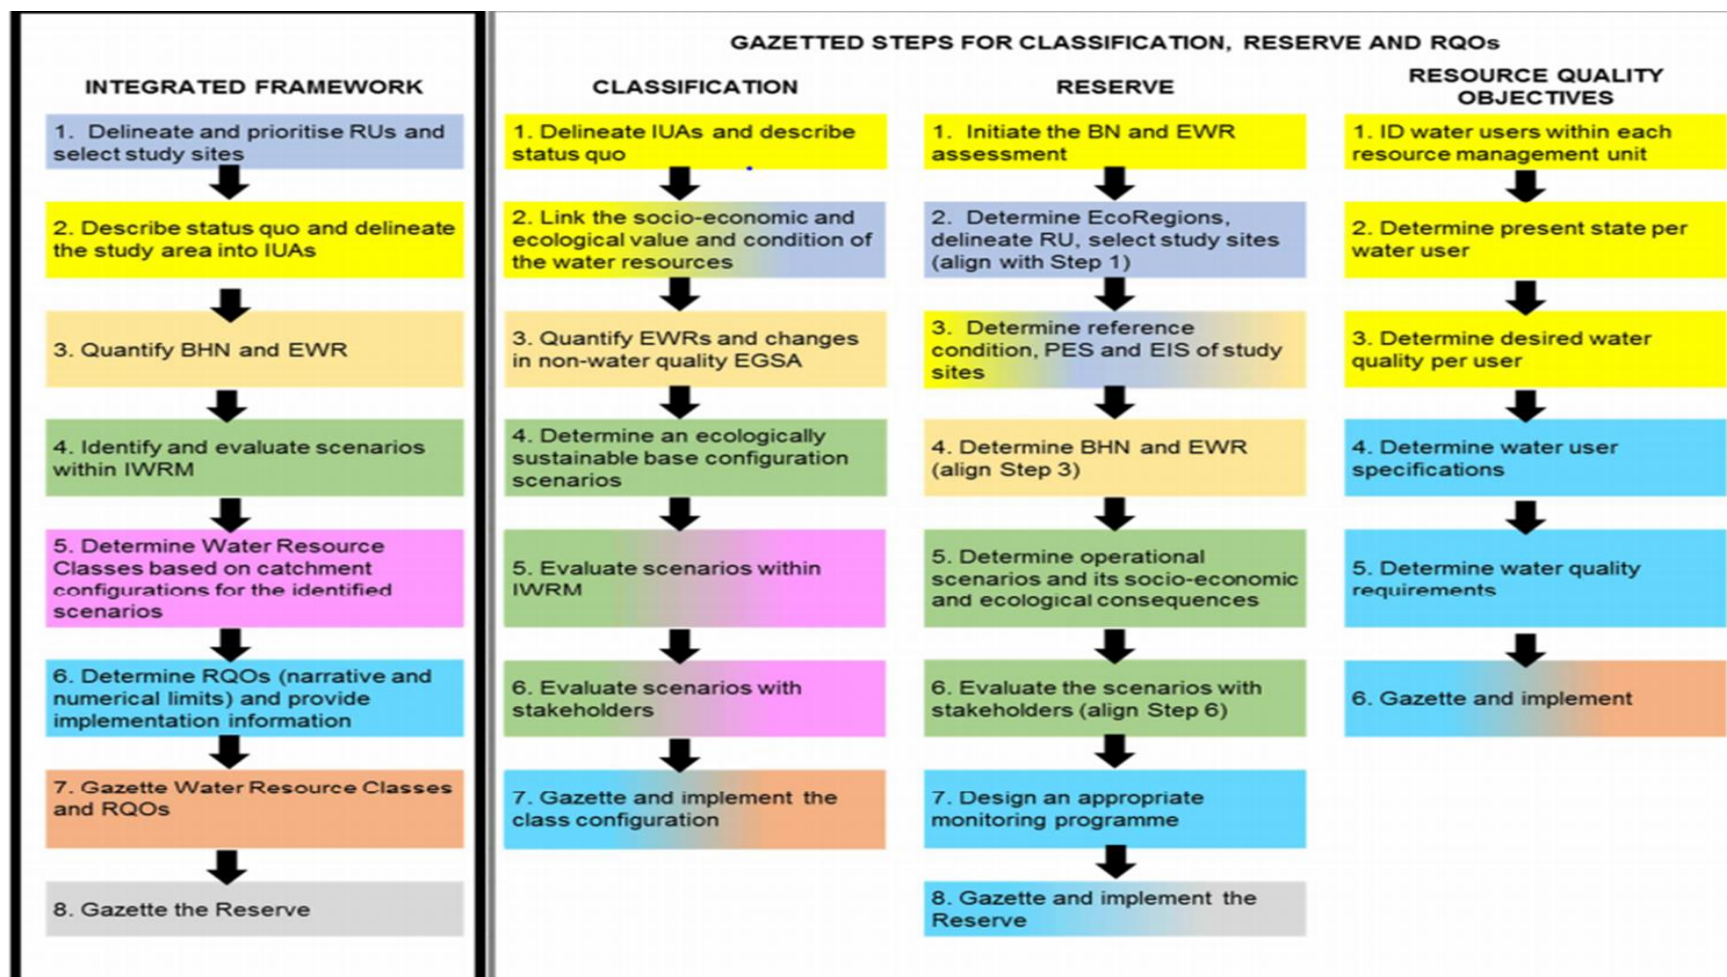 GAZETTED STEPS FOR CLASSIFICATION, RESERVE AND RQOs
INTEGRATED FRAMEWORK
1. Delineate and prioritise RUs and
select study sites
2. Describe status quo and delineate
the study area into IUAs
3. Quantify BHN and EWR
4. Identify and evaluate scenarios
within IWRM
5. Determine Water Resource
Classes based on catchment
configurations for the identified
scenarios
6. Determine RQOs (narrative and
numerical limits) and provide
implementation information
7. Gazette Water Resource Classes
and RQOs
8. Gazette the Reserve
CLASSIFICATION
1. Delineate IUAs and describe
status quo
2. Link the socio-economic and
ecological value and condition of
the water resources
3. Quantify EWRs and changes
in non-water quality EGSA
4. Determine an ecologically
sustainable base configuration
scenarios
5. Evaluate scenarios within
IWRM
6. Evaluate scenarios with
stakeholders
7. Gazette and implement the
class configuration
RESERVE
1. Initiate the BN and EWR
assessment
2. Determine EcoRegions,
delineate RU, select study sites
(align with Step 1)
3. Determine reference
condition, PES and EIS of study
sites
4. Determine BHN and EWR
(align Step 3)
5. Determine operational
scenarios and its socio-economic
and ecological consequences
6. Evaluate the scenarios with
stakeholders (align Step 6)
7. Design an appropriate
monitoring programme
8. Gazette and implement the
Reserve
RESOURCE QUALITY
OBJECTIVES
1. ID water users within each
resource management unit
2. Determine present state per
water user
3. Determine desired water
quality per user
4. Determine water user
specifications
5. Determine water quality
requirements
6. Gazette and implement